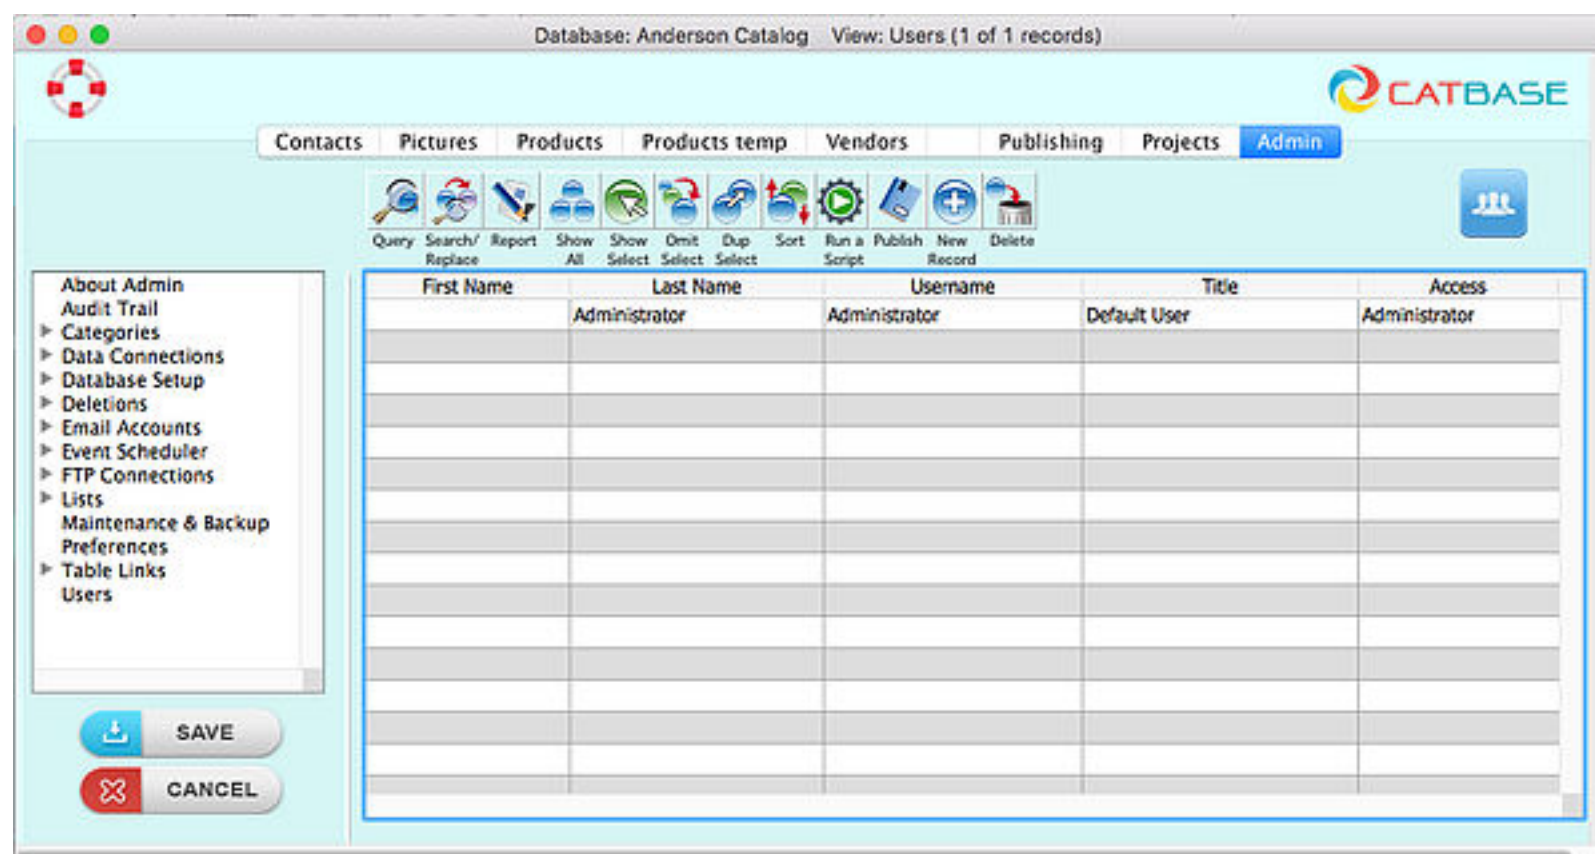 Database: Anderson Catalog View: Users (1 of 1 records)
CATBASE
Contacts Pictures Products Products temp Vendors Publishing Projects Admin
Query Search/ Report Show Show Omit Dup Sort Run a Publish New Delete
Replace All Select Select Select Script Record
First Name Last Name Username Title Access
Administrator Administrator Default User Administrator
About Admin
Audit Trail
Categories
Data Connections
Database Setup
Deletions
Email Accounts
Event Scheduler
FTP Connections
Lists
Maintenance & Backup
Preferences
Table Links
Users
SAVE
CANCEL